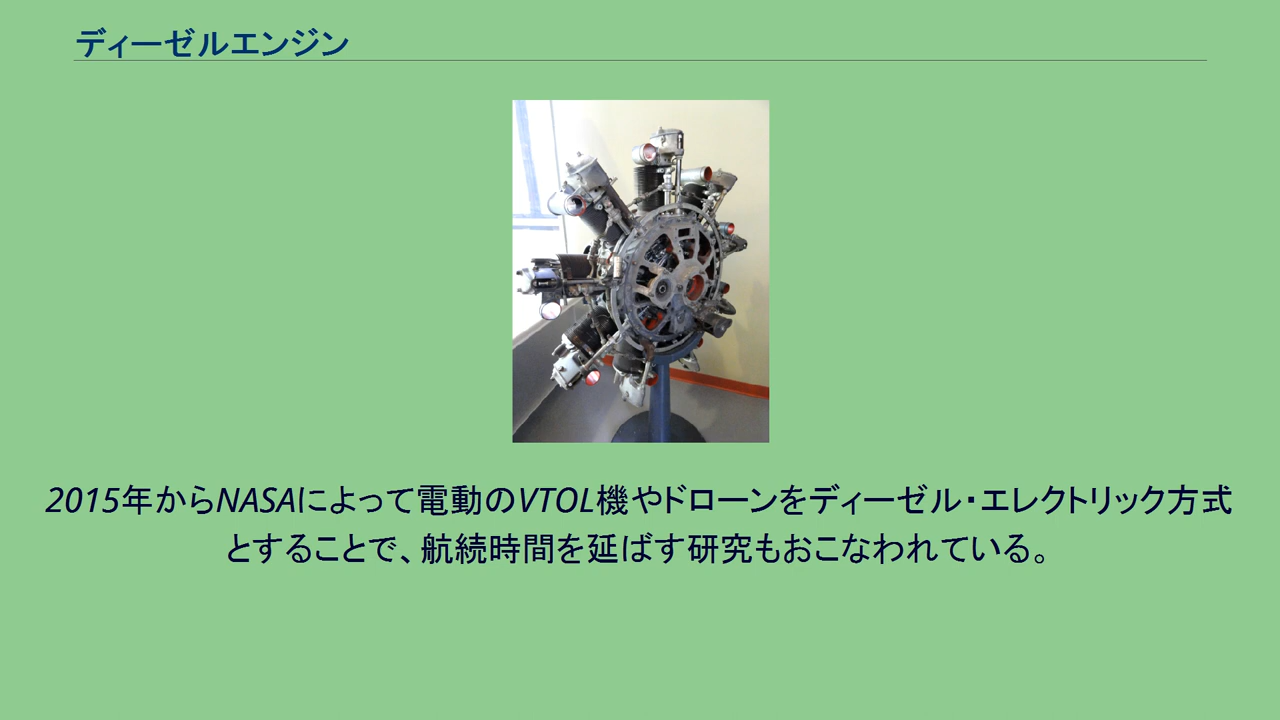 ディーゼルエンジン
2015年からNASAによって電動のVTOL機やドローンをディーゼル・エレクトリック方式
とすることで、航続時間を延ばす研究もおこなわれている。